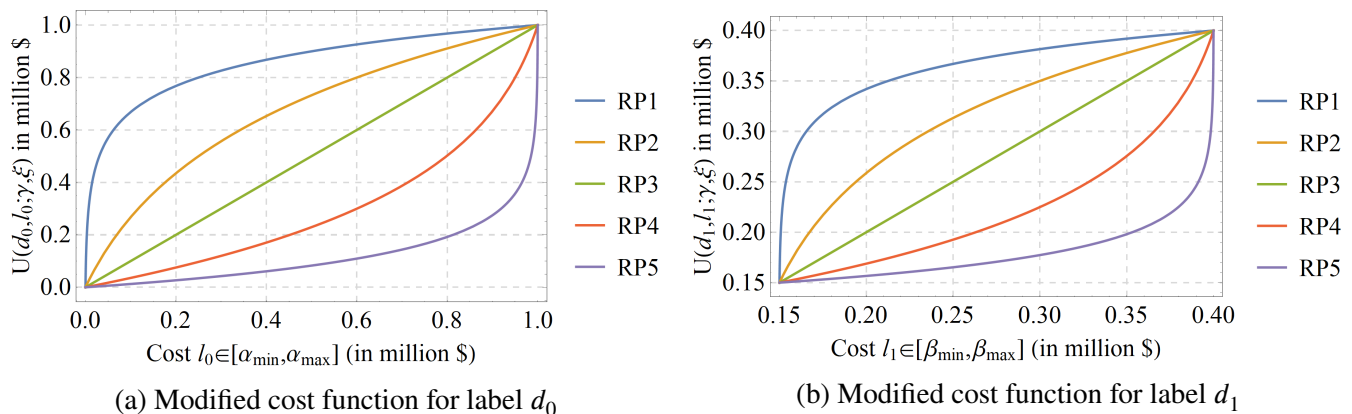 U(d₀,l₀;γ,ξ) in million $
1.0
0.8
0.6
0.4
0.2
0.0
0.0 0.2 0.4 0.6 0.8 1.0
Cost l₀∈[αmin,αmax] (in million $)
RP1
RP2
RP3
RP4
RP5
(a) Modified cost function for label d₀
U(d₁,l₁;γ,ξ) in million $
0.40
0.35
0.30
0.25
0.20
0.15
0.15 0.20 0.25 0.30 0.35 0.40
Cost l₁∈[βmin,βmax] (in million $)
RP1
RP2
RP3
RP4
RP5
(b) Modified cost function for label d₁